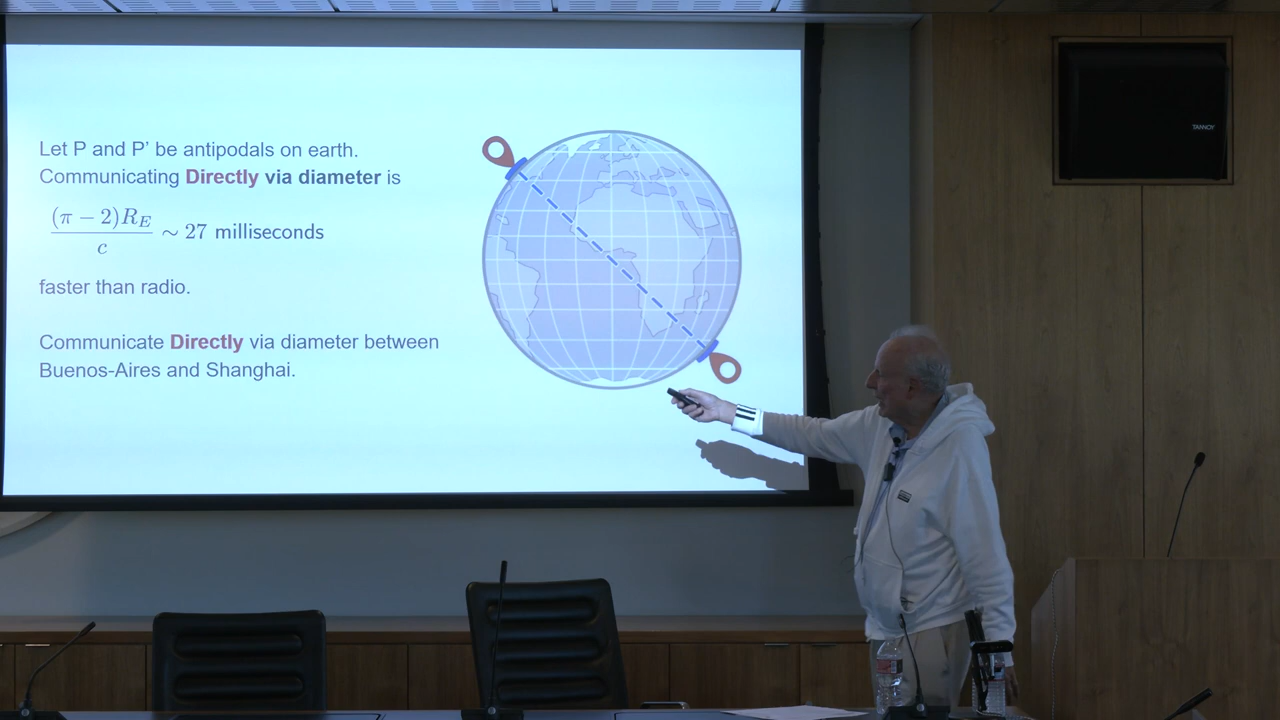 Let P and P' be antipodals on earth.
Communicating Directly via diameter is
(π − 2)R_E / c ∼ 27 milliseconds
faster than radio.
Communicate Directly via diameter between
Buenos-Aires and Shanghai.
TANNOY